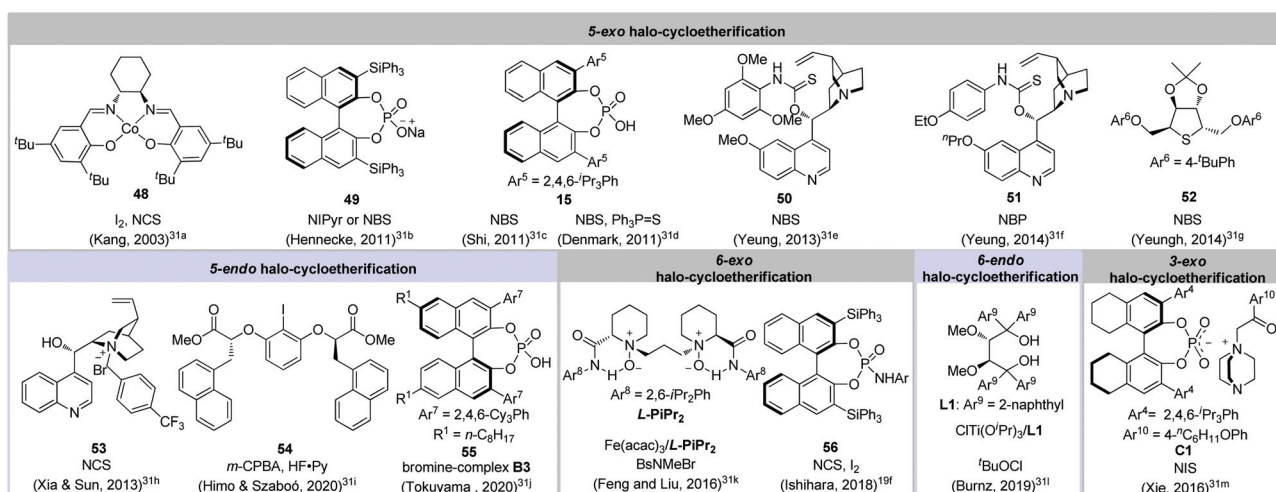 5-exo halo-cycloetherification
N
N
Co
O
O
tBu
tBu
tBu
tBu
48
I2, NCS
(Kang, 2003)31a
SiPh3
O
O
P
O
ONa
− +
SiPh3
49
NIPyr or NBS
(Hennecke, 2011)31b
Ar5
O
O
P
O
OH
Ar5
Ar5 = 2,4,6-iPr3Ph
15
NBS
(Shi, 2011)31c
NBS, Ph3P=S
(Denmark, 2011)31d
OMe
H
N
S
MeO
OMe
O
N
MeO
N
50
NBS
(Yeung, 2013)31e
H
N
S
EtO
O
N
nPrO
N
51
NBP
(Yeung, 2014)31f
O
O
Ar6O
S
OAr6
Ar6 = 4-tBuPh
52
NBS
(Yeungh, 2014)31g
5-endo halo-cycloetherification
HO
N
+
Br
−
N
CF3
53
NCS
(Xia & Sun, 2013)31h
O
MeO
O
I
O
O
OMe
54
m-CPBA, HF•Py
(Himo & Szaboó, 2020)31i
R1
Ar7
O
O
P
O
OH
R1
Ar7
Ar7 = 2,4,6-Cy3Ph
R1 = n-C8H17
55
bromine-complex B3
(Tokuyama, 2020)31j
6-exo
halo-cycloetherification
O
N
+
N
+
O
Ar8
N
H
O
−
O
−
H
N
Ar8
Ar8 = 2,6-iPr2Ph
L-PiPr2
Fe(acac)3/L-PiPr2
BsNMeBr
(Feng and Liu, 2016)31k
SiPh3
O
O
P
O
NHAr
SiPh3
56
NCS, I2
(Ishihara, 2018)19f
6-endo
halo-cycloetherification
Ar9
Ar9
MeO
OH
OH
MeO
Ar9
Ar9
L1: Ar9 = 2-naphthyl
ClTi(OiPr)3/L1
tBuOCl
(Burnz, 2019)31l
3-exo
halo-cycloetherification
Ar4
O
O
P
O
O
−
Ar4
+
Ar10
O
N
N
Ar4= 2,4,6-iPr3Ph
Ar10 = 4-nC6H11OPh
C1
NIS
(Xie, 2016)31m